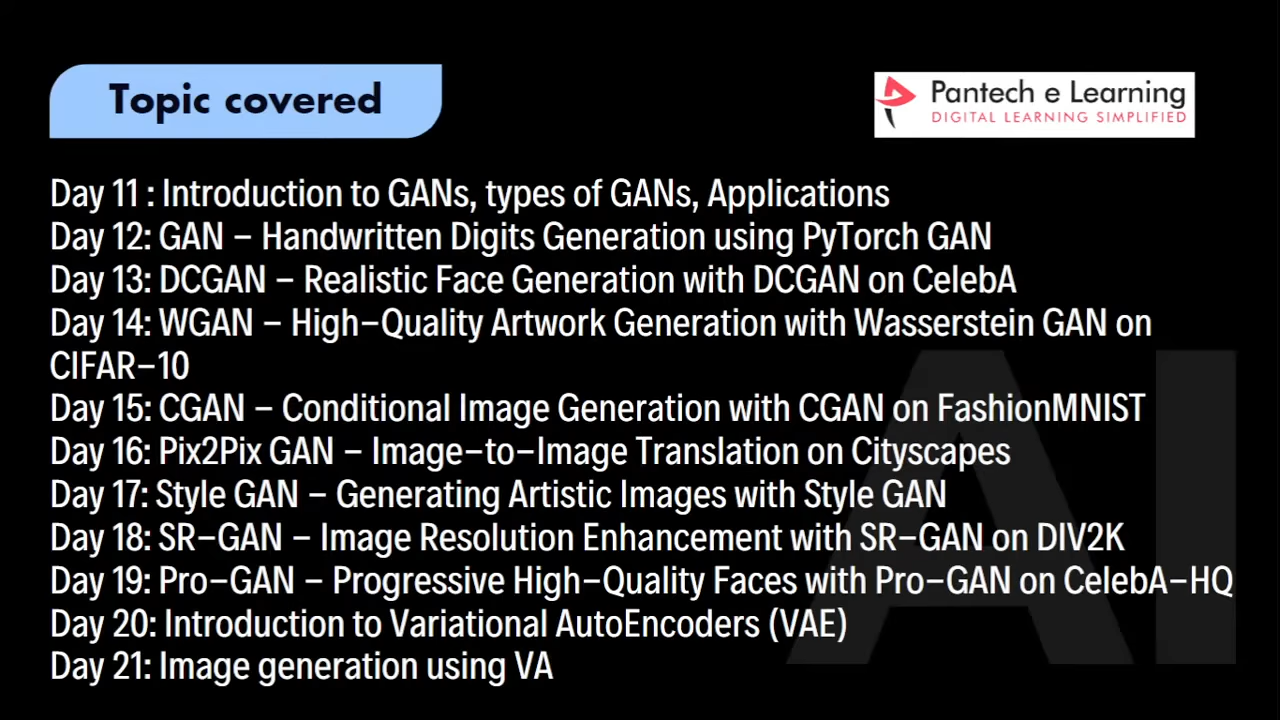 Topic covered
Pantech e Learning
DIGITAL LEARNING SIMPLIFIED
Day 11 : Introduction to GANs, types of GANs, Applications
Day 12: GAN – Handwritten Digits Generation using PyTorch GAN
Day 13: DCGAN – Realistic Face Generation with DCGAN on CelebA
Day 14: WGAN – High–Quality Artwork Generation with Wasserstein GAN on
CIFAR–10
Day 15: CGAN – Conditional Image Generation with CGAN on FashionMNIST
Day 16: Pix2Pix GAN – Image–to–Image Translation on Cityscapes
Day 17: Style GAN – Generating Artistic Images with Style GAN
Day 18: SR–GAN – Image Resolution Enhancement with SR–GAN on DIV2K
Day 19: Pro–GAN – Progressive High–Quality Faces with Pro–GAN on CelebA–HQ
Day 20: Introduction to Variational AutoEncoders (VAE)
Day 21: Image generation using VA
AI